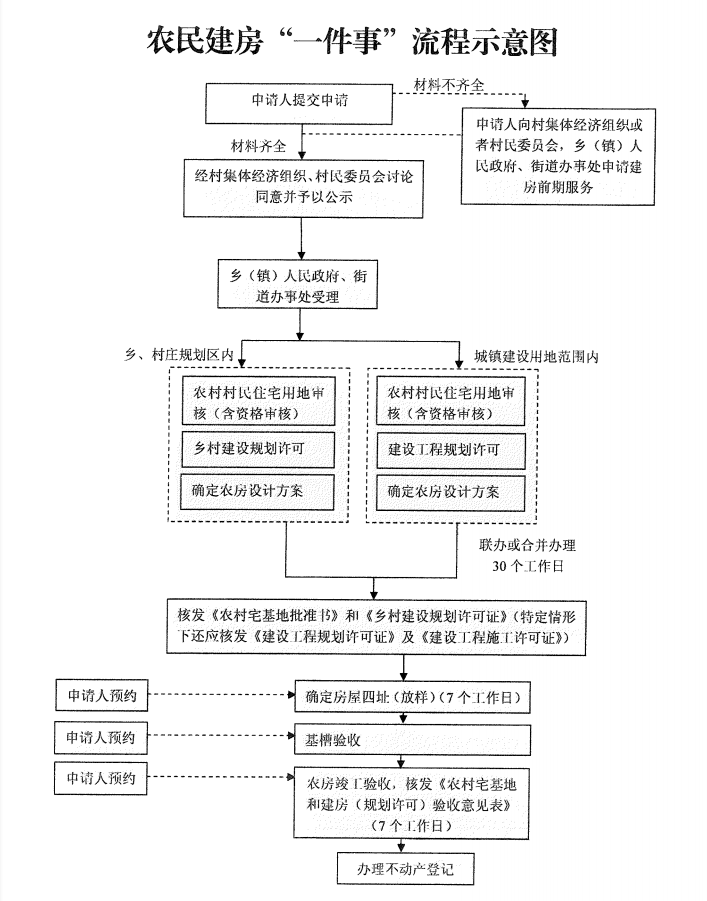 农民建房“一件事”流程示意图
材料不齐全
申请人提交申请
申请人向村集体经济组织或
者村民委员会，乡（镇）人
民政府、街道办事处申请建
房前期服务
材料齐全
经村集体经济组织、村民委员会讨论
同意并予以公示
乡（镇）人民政府、街
道办事处受理
乡、村庄规划区内
城镇建设用地范围内
农村村民住宅用地审
核（含资格审核）
乡村建设规划许可
确定农房设计方案
农村村民住宅用地审
核（含资格审核）
建设工程规划许可
确定农房设计方案
联办或合并办理
30 个工作日
核发《农村宅基地批准书》和《乡村建设规划许可证》（特定情形
下还应核发《建设工程规划许可证》及《建设工程施工许可证》）
申请人预约
确定房屋四址（放样）（7 个工作日）
申请人预约
基槽验收
申请人预约
农房竣工验收，核发《农村宅基地
和建房（规划许可）验收意见表》
（7 个工作日）
办理不动产登记